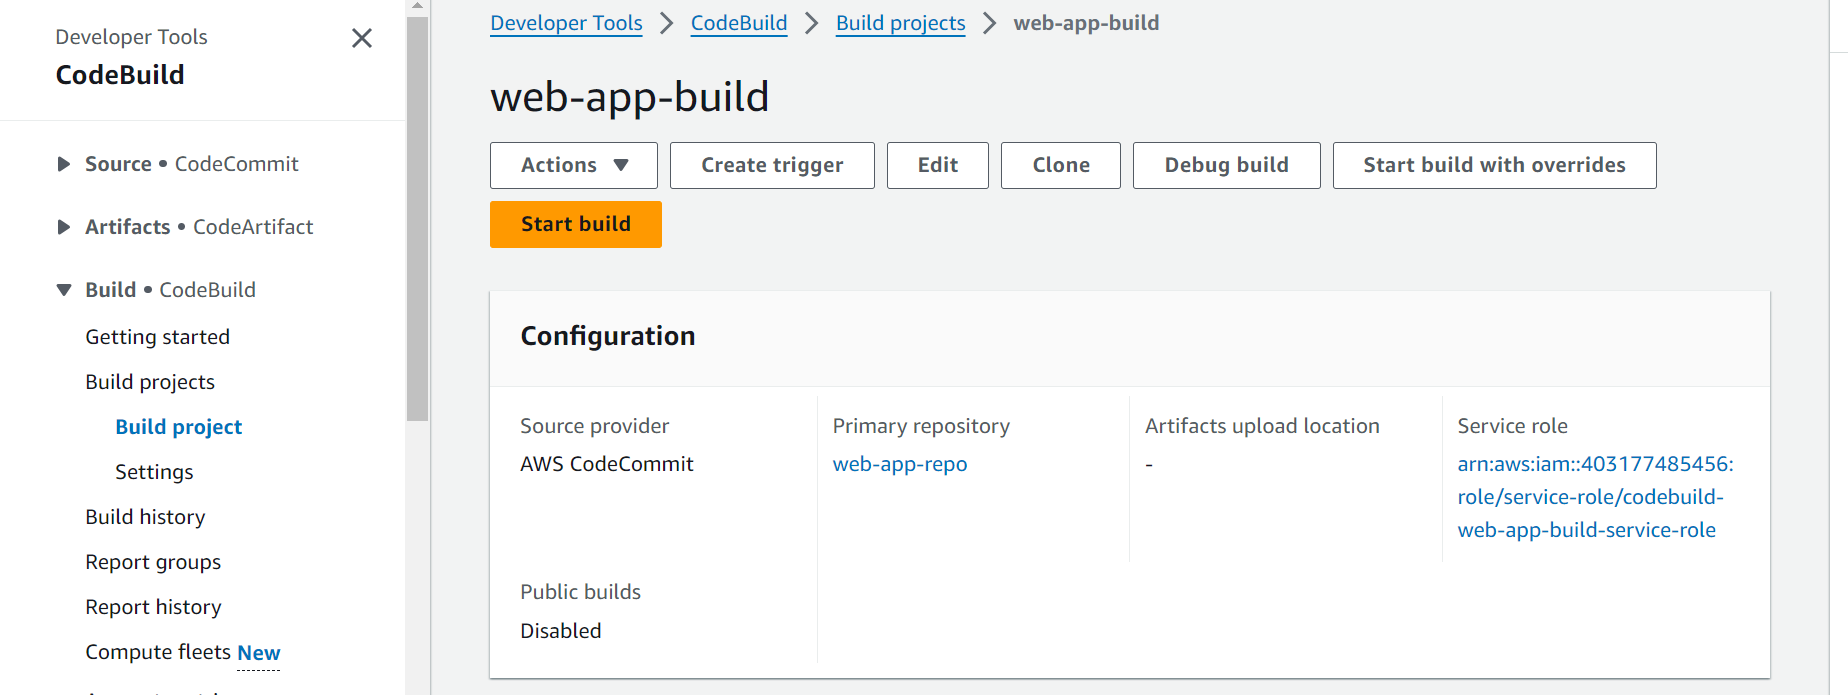 Developer Tools
CodeBuild
Source • CodeCommit
Artifacts • CodeArtifact
Build • CodeBuild
Getting started
Build projects
Build project
Settings
Build history
Report groups
Report history
Compute fleets New
Developer Tools > CodeBuild > Build projects > web-app-build
web-app-build
Actions Create trigger Edit Clone Debug build Start build with overrides
Start build
Configuration
Source provider
AWS CodeCommit
Primary repository
web-app-repo
Artifacts upload location
-
Service role
arn:aws:iam::403177485456:
role/service-role/codebuild-
web-app-build-service-role
Public builds
Disabled